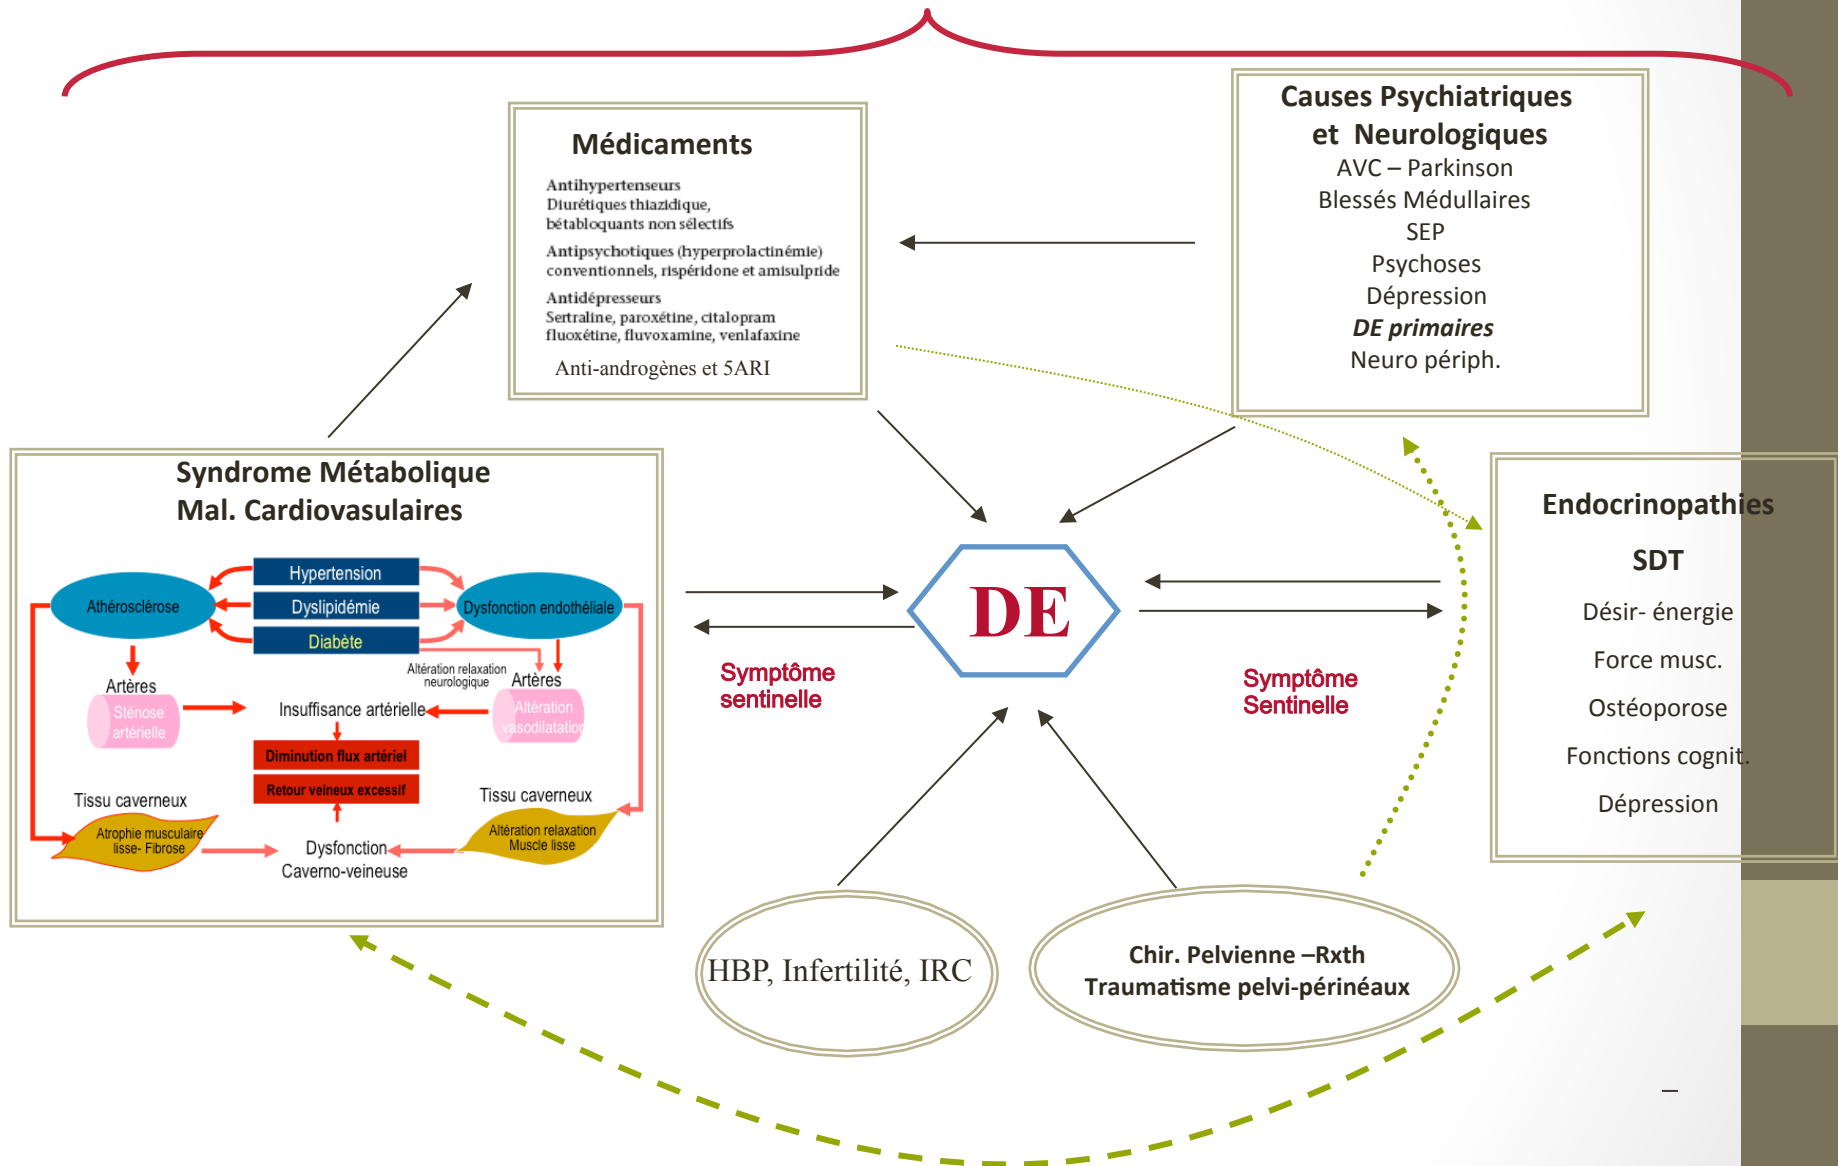 Médicaments
Antihypertenseurs
Diurétiques thiazidique,
bétabloquants non sélectifs
Antipsychotiques (hyperprolactinémie)
conventionnels, rispéridone et amisulpride
Antidépresseurs
Sertraline, paroxétine, citalopram
fluoxétine, fluvoxamine, venlafaxine
Anti-androgènes et 5ARI
Causes Psychiatriques
et Neurologiques
AVC – Parkinson
Blessés Médullaires
SEP
Psychoses
Dépression
DE primaires
Neuro périph.
Syndrome Métabolique
Mal. Cardiovasulaires
Hypertension
Athérosclérose
Dyslipidémie
Dysfonction endothéliale
Diabète
Altération relaxation
neurologique
Artères
Artères
Sténose
artérielle
Insuffisance artérielle
Altération
vasodilatation
Diminution flux artériel
Retour veineux excessif
Tissu caverneux
Tissu caverneux
Atrophie musculaire
lisse- Fibrose
Altération relaxation
Muscle lisse
Dysfonction
Caverno-veineuse
DE
Symptôme
sentinelle
Symptôme
Sentinelle
Endocrinopathies
SDT
Désir- énergie
Force musc.
Ostéoporose
Fonctions cognit.
Dépression
HBP, Infertilité, IRC
Chir. Pelvienne –Rxth
Traumatisme pelvi-périnéaux
–